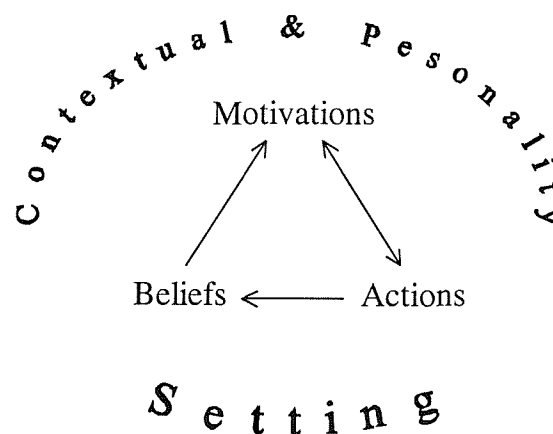 Contextual & Pesonality
Motivations
Beliefs
Actions
Setting